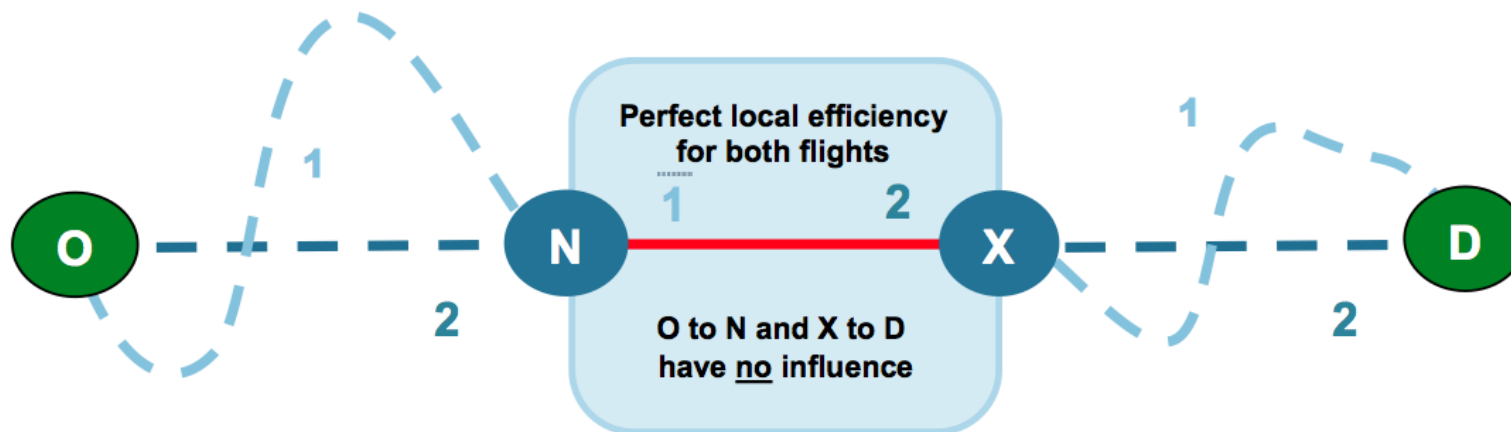 1
1
Perfect local efficiency
for both flights
1 2
O N X D
2 2
O to N and X to D
have no influence